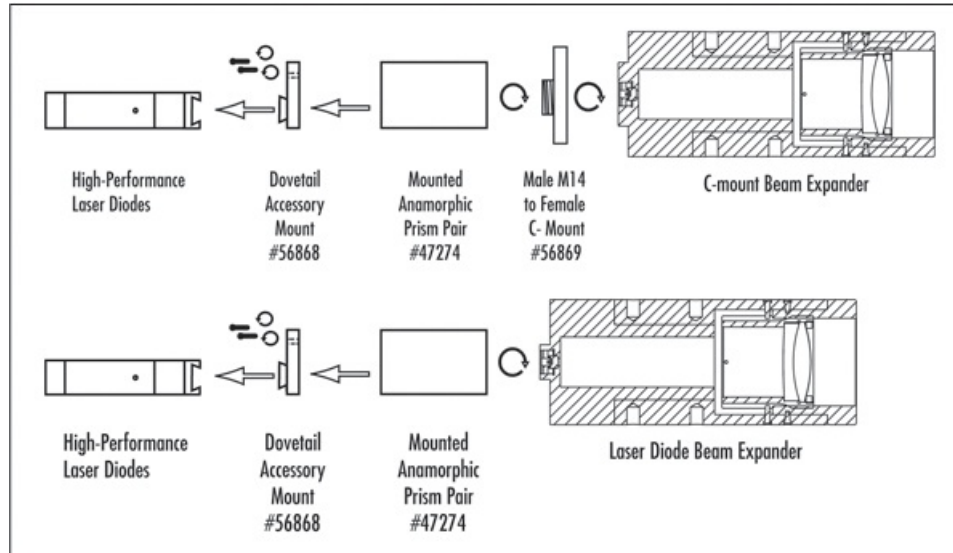 High-Performance
Laser Diodes
Dovetail
Accessory
Mount
#56868
Mounted
Anamorphic
Prism Pair
#47274
Male M14
to Female
C- Mount
#56869
C-mount Beam Expander
High-Performance
Laser Diodes
Dovetail
Accessory
Mount
#56868
Mounted
Anamorphic
Prism Pair
#47274
Laser Diode Beam Expander